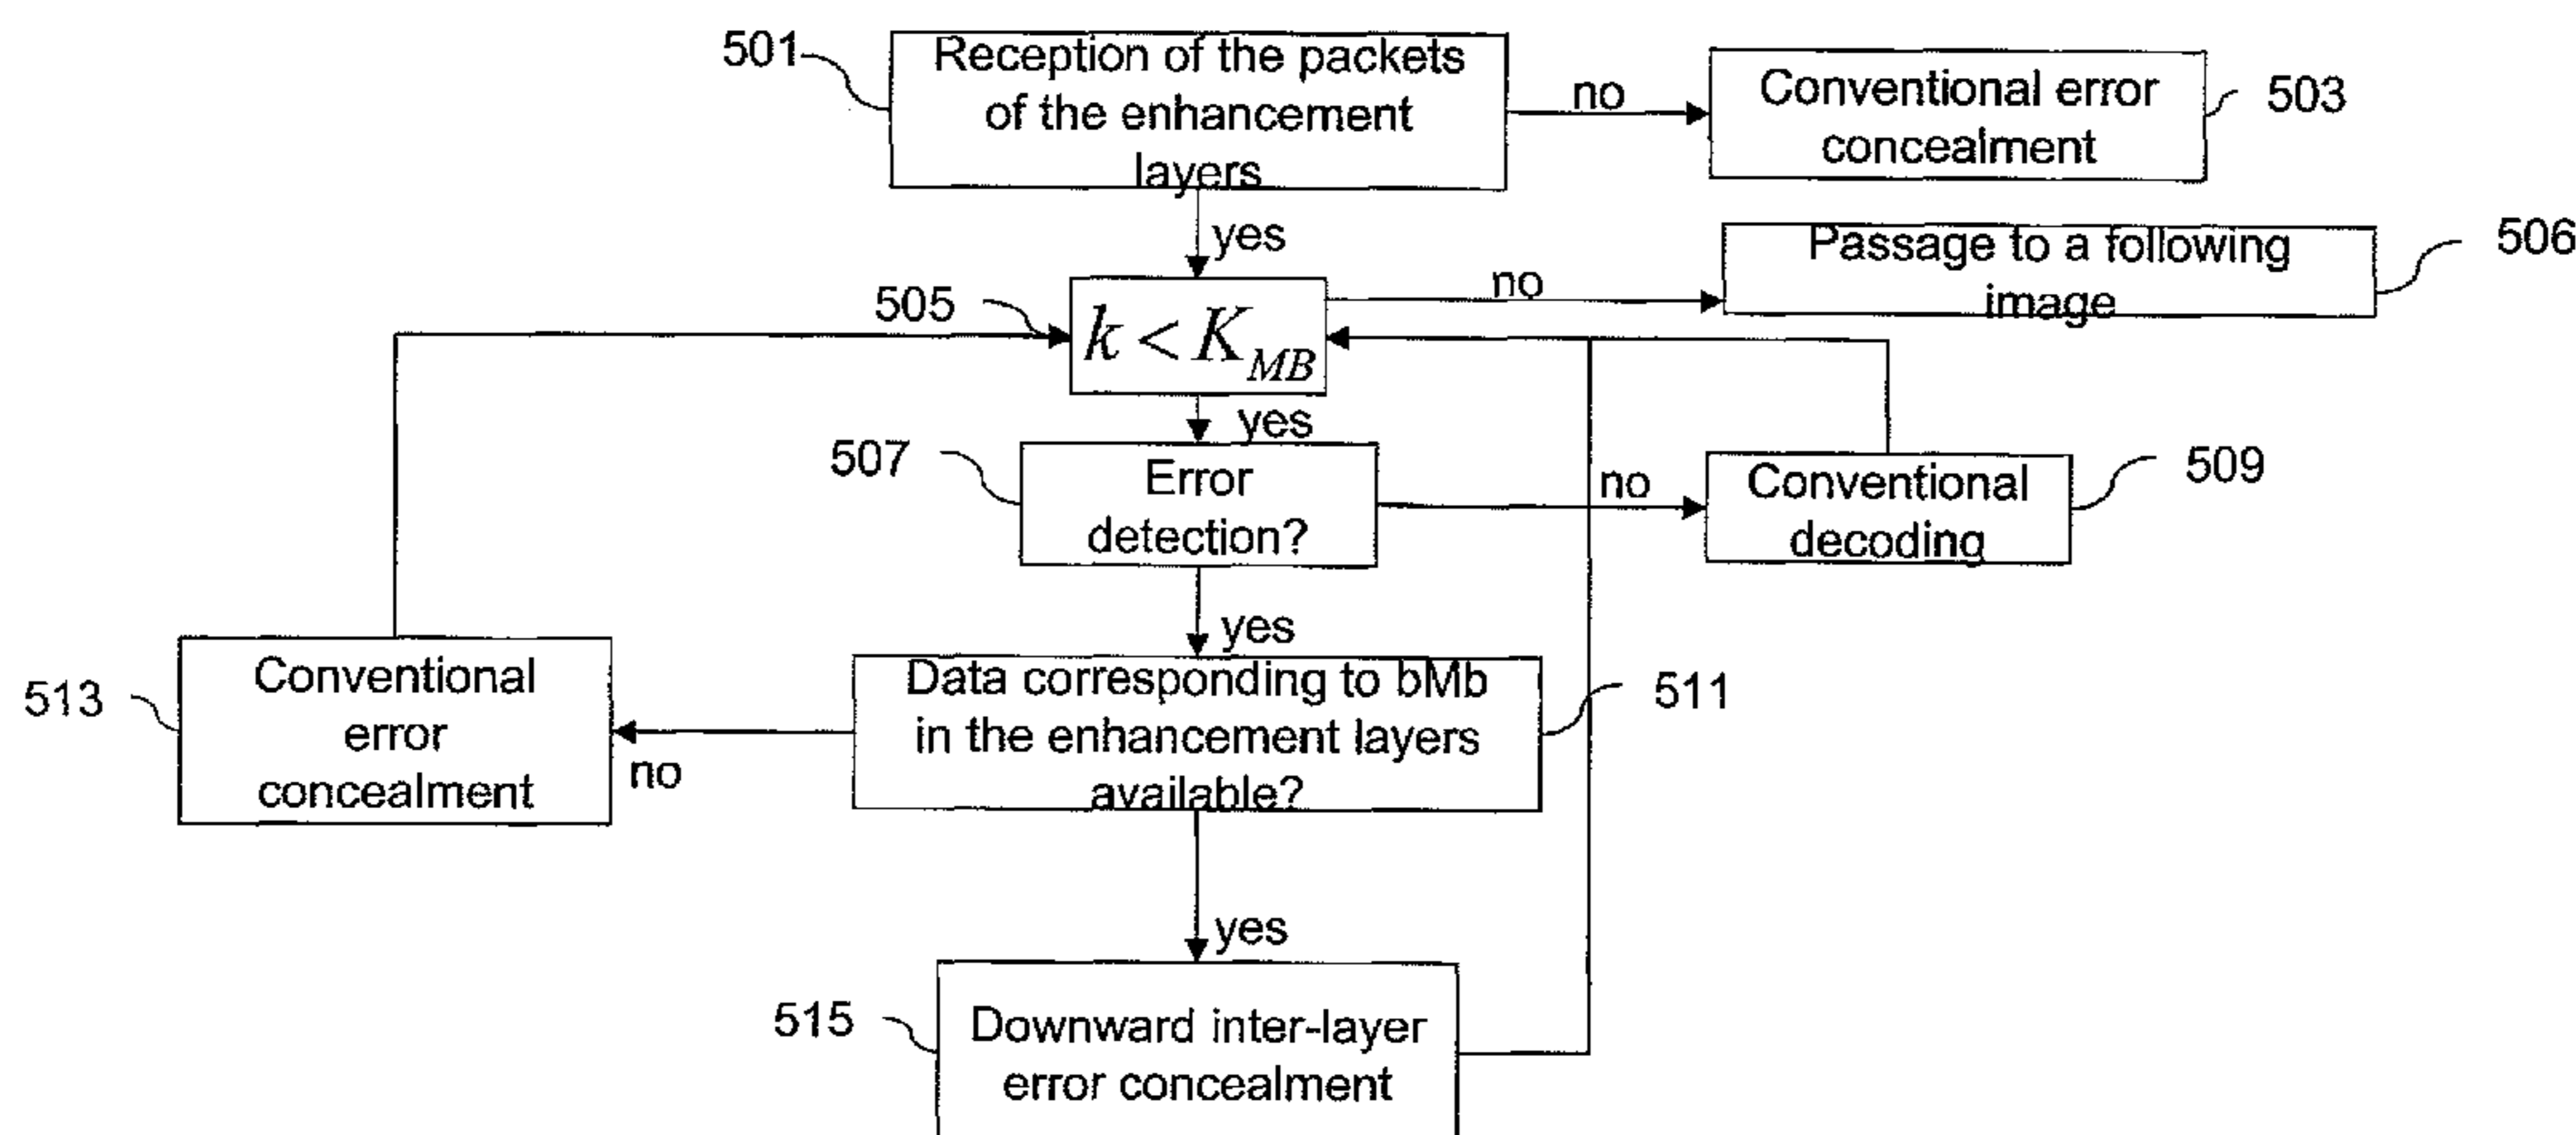 501
Reception of the packets
of the enhancement
layers
no
Conventional error
concealment
503
yes
505
k < K_MB
no
Passage to a following
image
506
yes
507
Error
detection?
no
Conventional
decoding
509
yes
513
Conventional
error
concealment
no
Data corresponding to bMb
in the enhancement layers
available?
511
yes
515
Downward inter-layer
error concealment